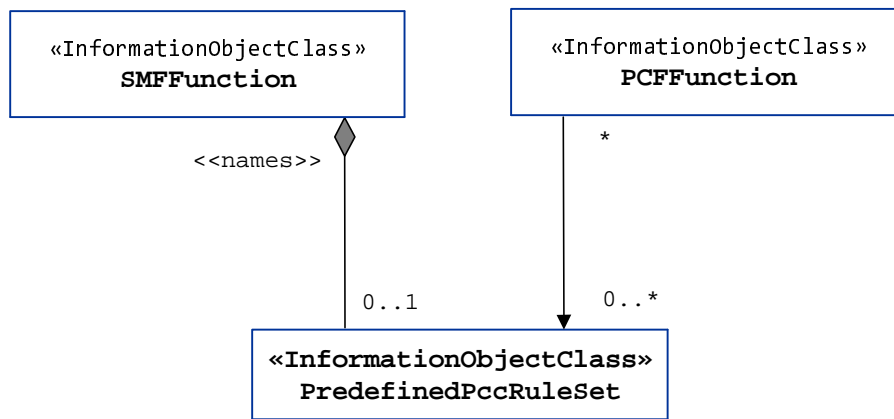 «InformationObjectClass»
SMFFunction
«InformationObjectClass»
PCFFunction
<<names>>
*
0..1
0..*
«InformationObjectClass»
PredefinedPccRuleSet